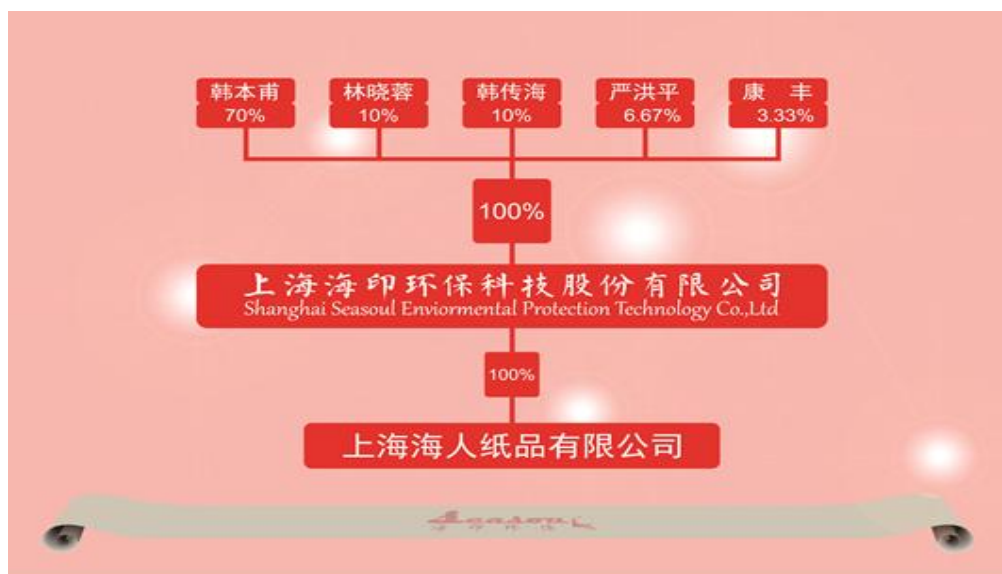 韩本甫 林晓蓉 韩传海 严洪平 康 丰
70% 10% 10% 6.67% 3.33%
100%
上海海印环保科技股份有限公司
Shanghai Seasoul Enviormental Protection Technology Co.,Ltd
100%
上海海人纸品有限公司
Seasoul